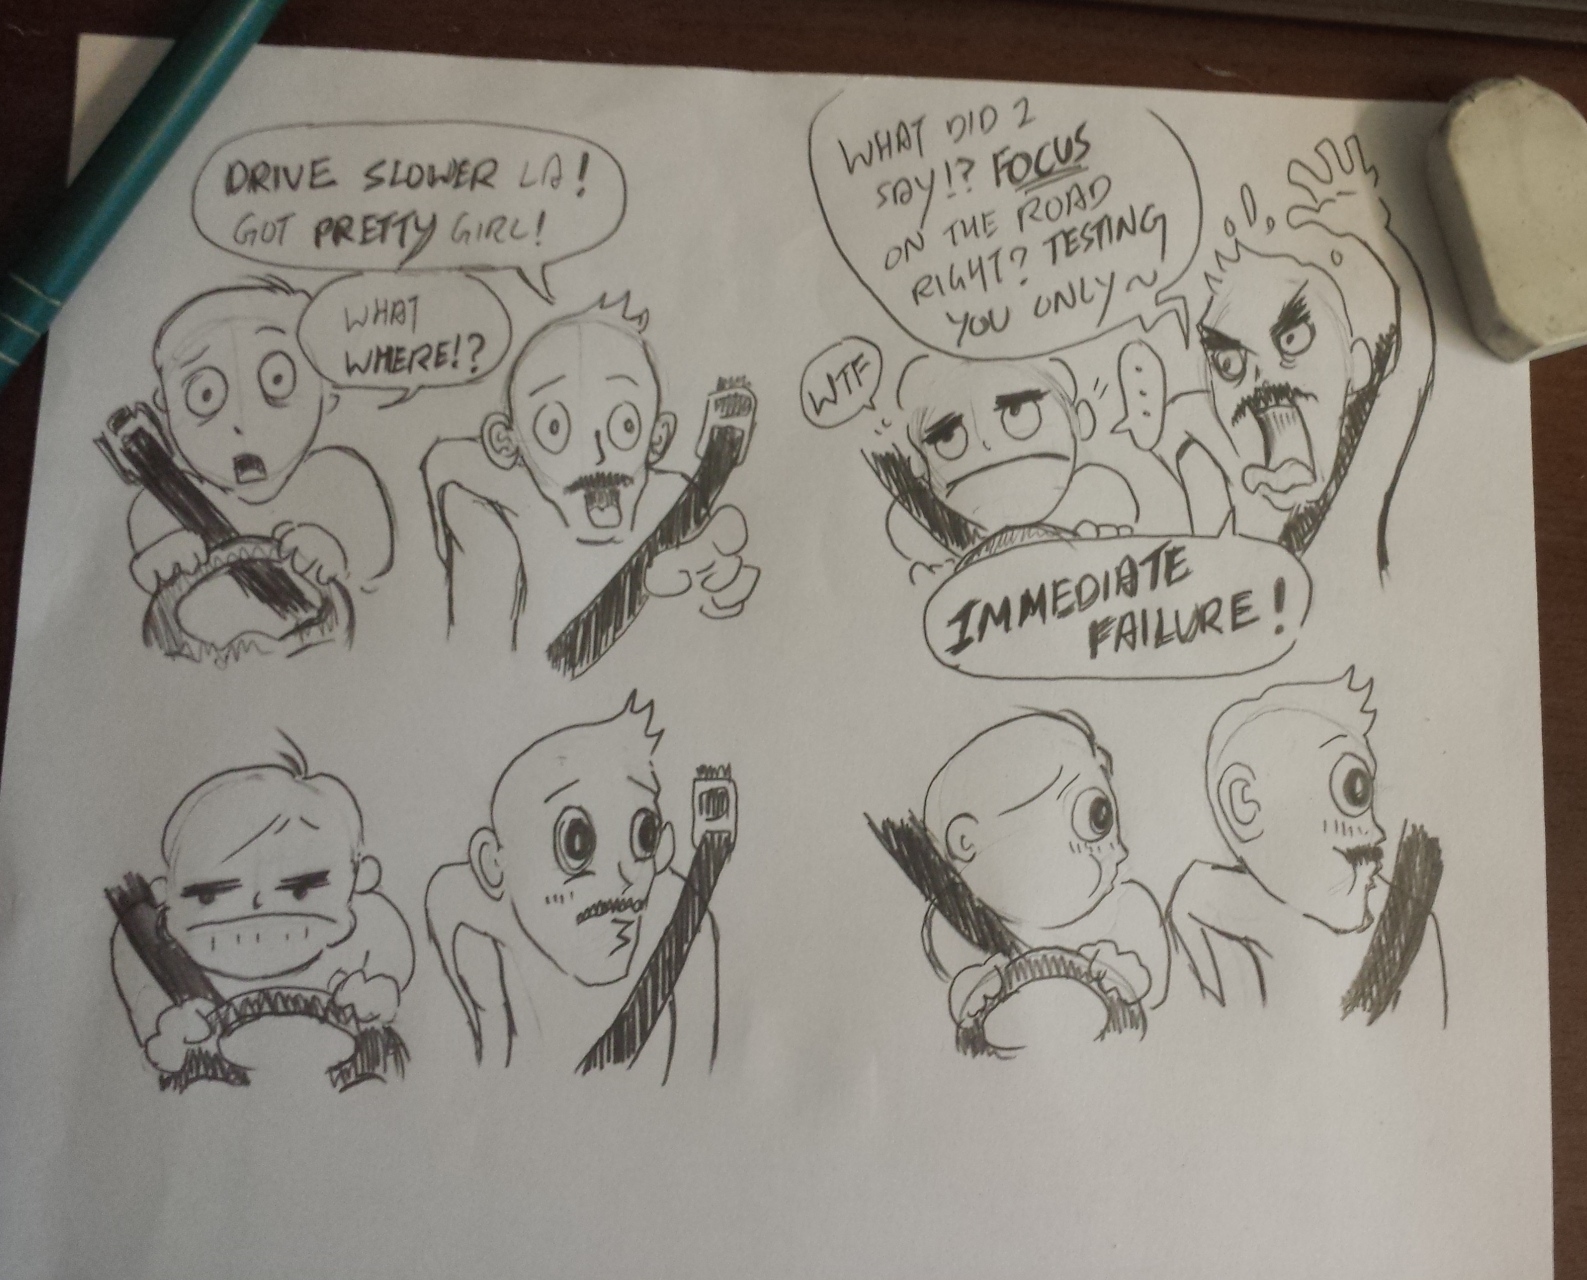 DRIVE SLOWER LA!
GOT PRETTY GIRL!
WHAT
WHERE!?
WHAT DID I
SAY!? FOCUS
ON THE ROAD
RIGHT? TESTING
YOU ONLY~
WTF
...
IMMEDIATE
FAILURE!